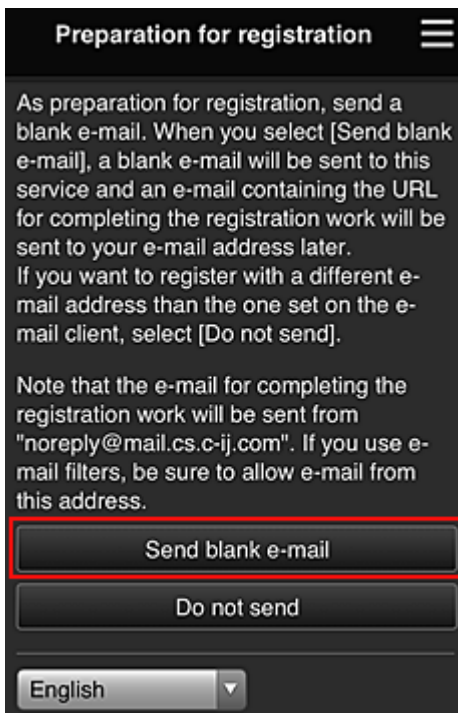 Preparation for registration
As preparation for registration, send a
blank e-mail. When you select [Send blank
e-mail], a blank e-mail will be sent to this
service and an e-mail containing the URL
for completing the registration work will be
sent to your e-mail address later.
If you want to register with a different e-
mail address than the one set on the e-
mail client, select [Do not send].
Note that the e-mail for completing the
registration work will be sent from
"noreply@mail.cs.c-ij.com". If you use e-
mail filters, be sure to allow e-mail from
this address.
Send blank e-mail
Do not send
English